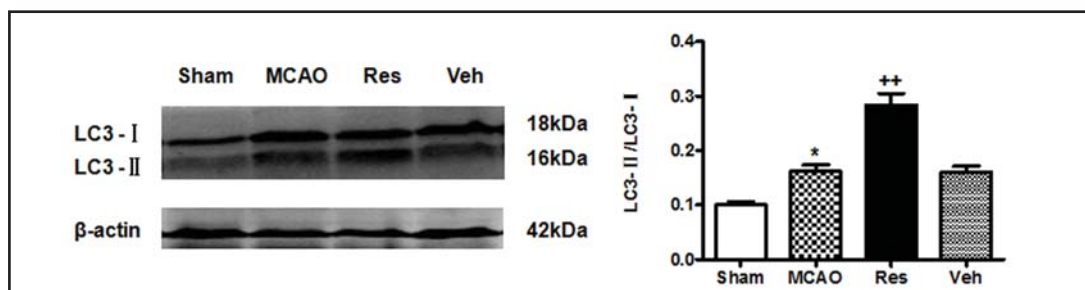 Sham MCAO Res Veh
LC3-Ⅰ 18kDa
LC3-Ⅱ 16kDa
β-actin 42kDa
LC3-Ⅱ/LC3-Ⅰ
0.4
0.3
0.2
0.1
0.0
*
++
Sham MCAO Res Veh